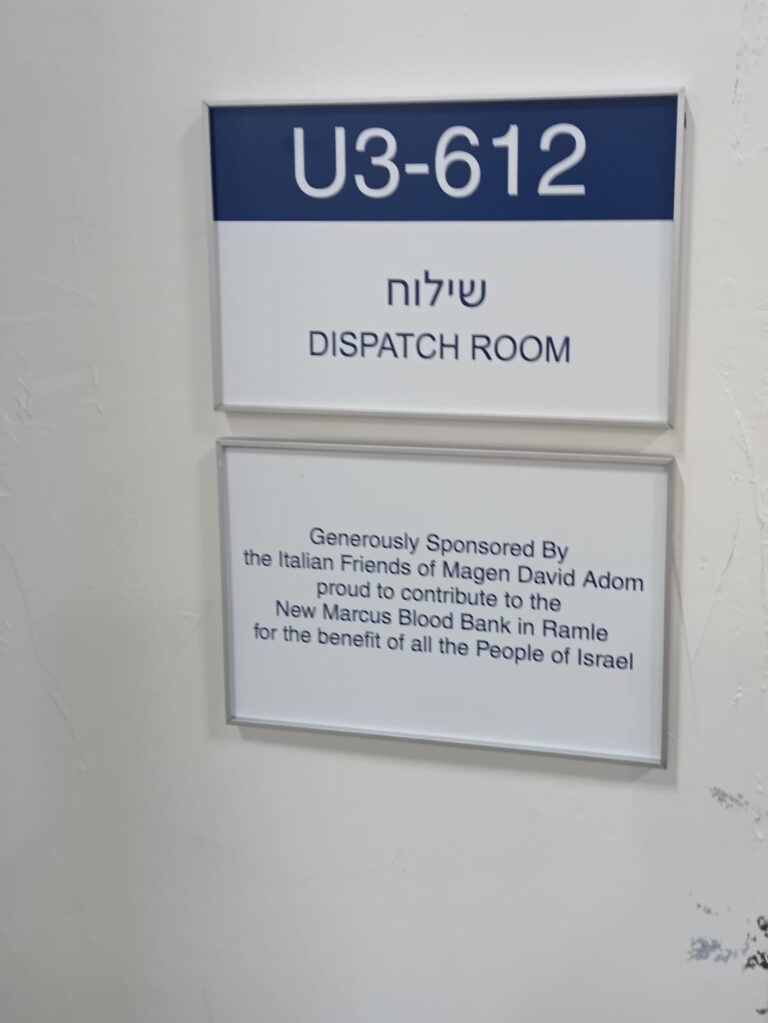 U3-612
שילוח
DISPATCH ROOM
Generously Sponsored By
the Italian Friends of Magen David Adom
proud to contribute to the
New Marcus Blood Bank in Ramle
for the benefit of all the People of Israel